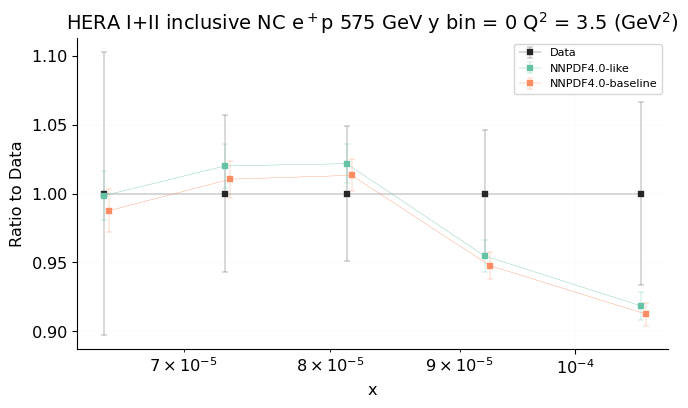 HERA I+II inclusive NC e⁺p 575 GeV y bin = 0 Q² = 3.5 (GeV²)
Data
NNPDF4.0-like
NNPDF4.0-baseline
Ratio to Data
1.10
1.05
1.00
0.95
0.90
7 × 10⁻⁵
8 × 10⁻⁵
9 × 10⁻⁵
10⁻⁴
x